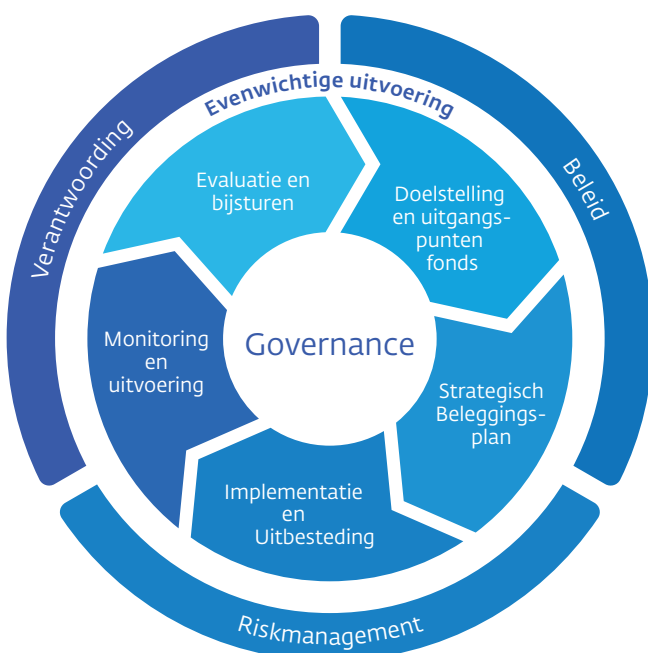 Evenwichtige uitvoering
Verantwoording
Beleid
Evaluatie en
bijsturen
Doelstelling
en uitgangs-
punten
fonds
Monitoring
en
uitvoering
Governance
Strategisch
Beleggings-
plan
Implementatie
en
Uitbesteding
Riskmanagement